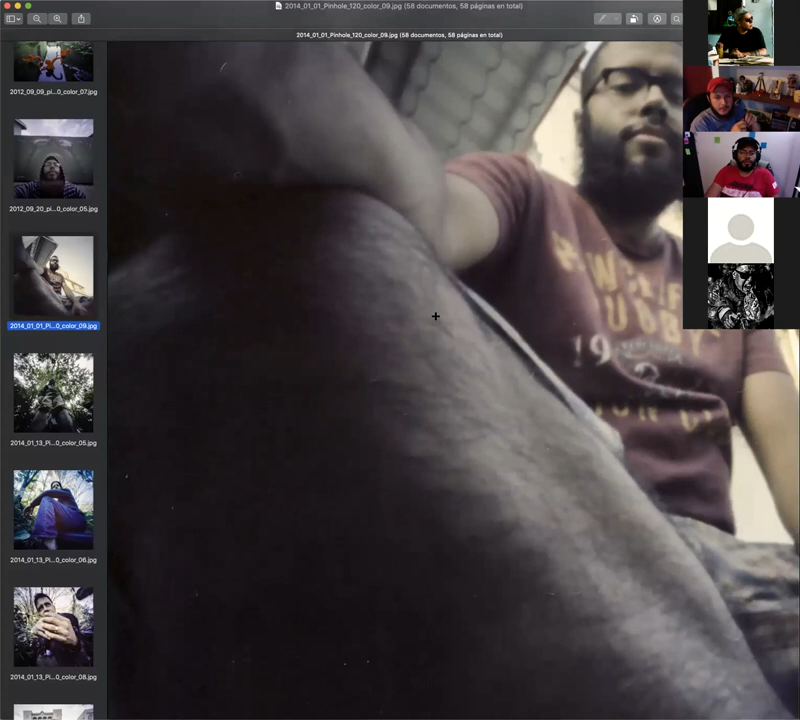 2014_01_01_Pinhole_120_color_09.jpg (58 documentos, 58 páginas en total)
2014_01_01_Pinhole_120_color_09.jpg (58 documentos, 58 páginas en total)
2012_09_09_pi...0_color_07.jpg
2012_09_20_pi...0_color_05.jpg
2014_01_01_Pi...0_color_09.jpg
2014_01_13_Pi...0_color_05.jpg
2014_01_13_Pi...0_color_06.jpg
2014_01_13_Pi...0_color_08.jpg
19